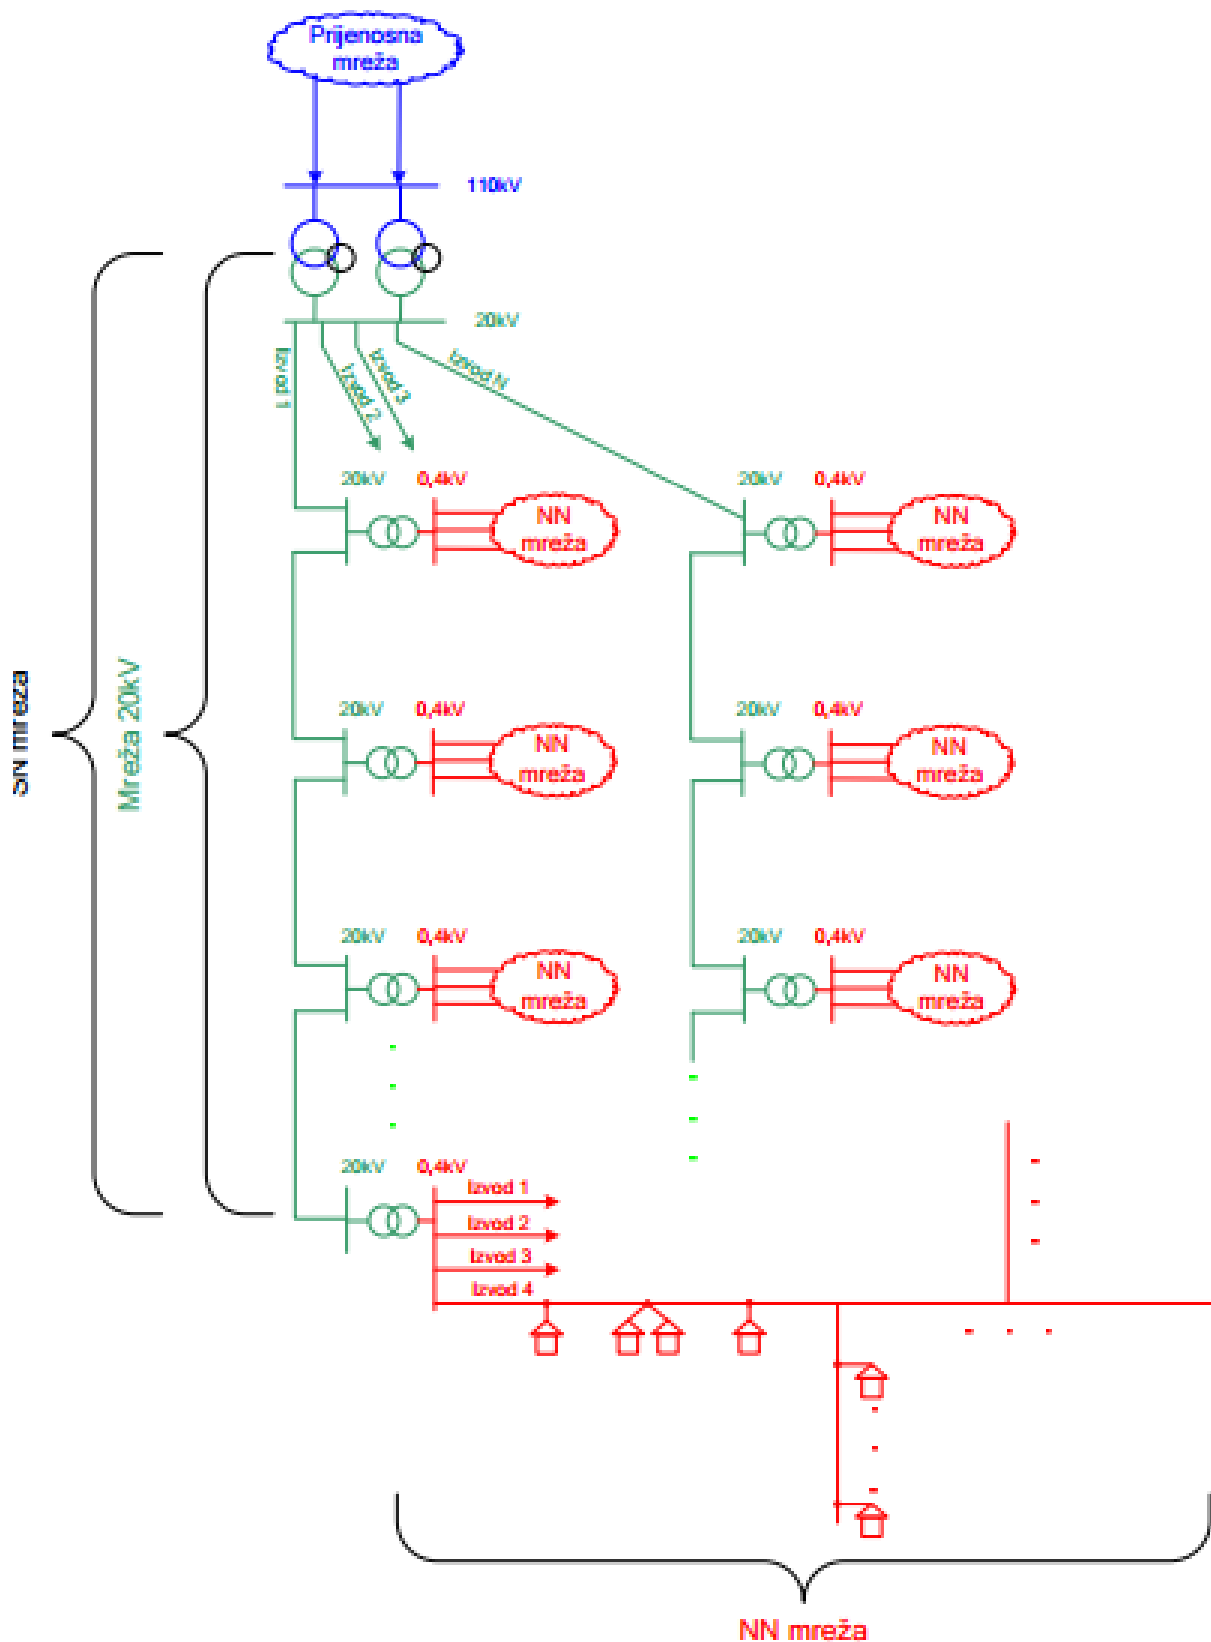 Prijenosna
mreža
110kV
20kV
Izvod 1
Izvod 2
Izvod 3
Izvod N
20kV 0,4kV
NN
mreža
20kV 0,4kV
NN
mreža
SN mreža
Mreža 20kV
20kV 0,4kV
NN
mreža
20kV 0,4kV
NN
mreža
20kV 0,4kV
NN
mreža
20kV 0,4kV
NN
mreža
20kV 0,4kV
Izvod 1
Izvod 2
Izvod 3
Izvod 4
NN mreža